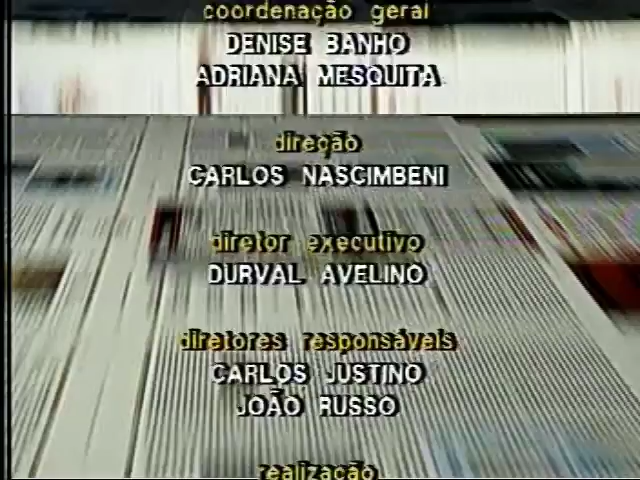 coordenação geral
DENISE BANHO
ADRIANA MESQUITA
direção
CARLOS NASCIMBENI
diretor executivo
DURVAL AVELINO
diretores responsáveis
CARLOS JUSTINO
JOÃO RUSSO
realização